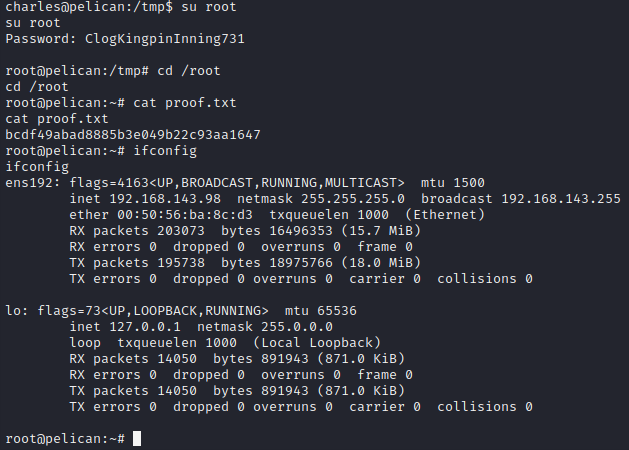 charles@pelican:/tmp$ su root
su root
Password: ClogKingpinInning731
root@pelican:/tmp# cd /root
cd /root
root@pelican:~# cat proof.txt
cat proof.txt
bcdf49abad8885b3e049b22c93aa1647
root@pelican:~# ifconfig
ifconfig
ens192: flags=4163<UP,BROADCAST,RUNNING,MULTICAST>  mtu 1500
        inet 192.168.143.98  netmask 255.255.255.0  broadcast 192.168.143.255
        ether 00:50:56:ba:8c:d3  txqueuelen 1000  (Ethernet)
        RX packets 203073  bytes 16496353 (15.7 MiB)
        RX errors 0  dropped 0  overruns 0  frame 0
        TX packets 195738  bytes 18975766 (18.0 MiB)
        TX errors 0  dropped 0 overruns 0  carrier 0  collisions 0
lo: flags=73<UP,LOOPBACK,RUNNING>  mtu 65536
        inet 127.0.0.1  netmask 255.0.0.0
        loop  txqueuelen 1000  (Local Loopback)
        RX packets 14050  bytes 891943 (871.0 KiB)
        RX errors 0  dropped 0  overruns 0  frame 0
        TX packets 14050  bytes 891943 (871.0 KiB)
        TX errors 0  dropped 0 overruns 0  carrier 0  collisions 0
root@pelican:~#